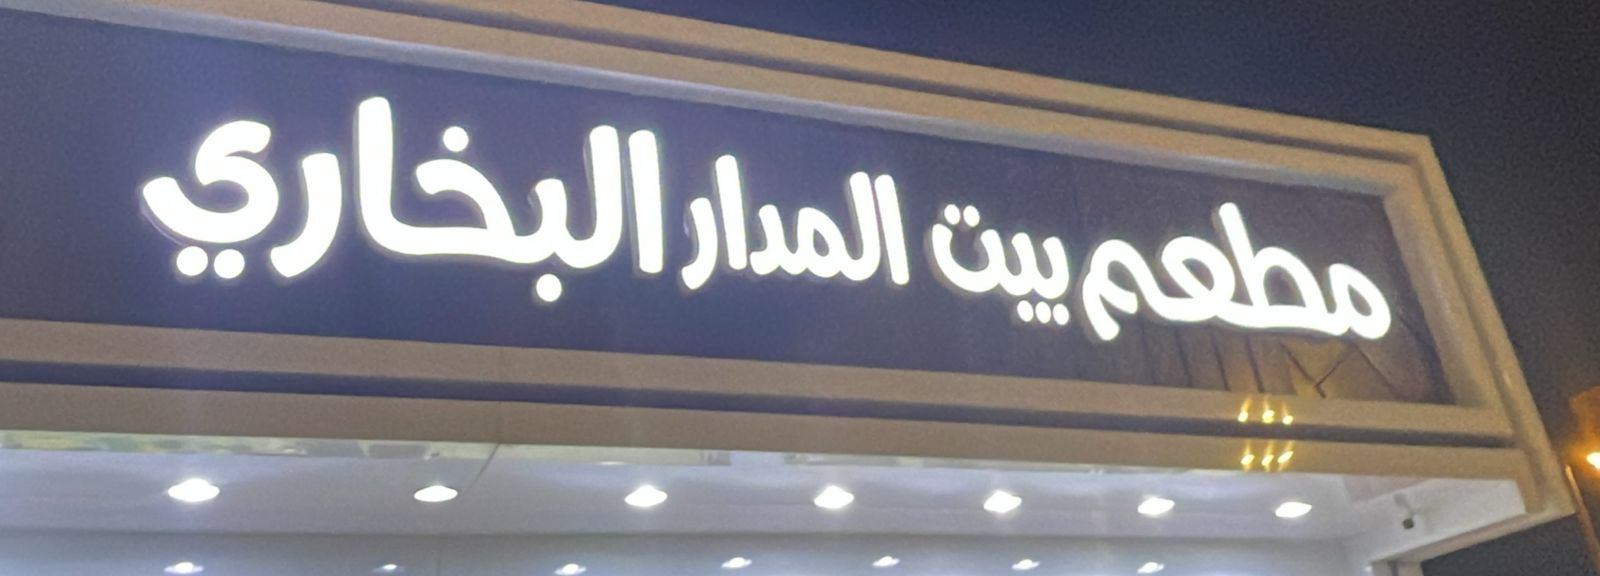 مطعم بيت المدار البخاري